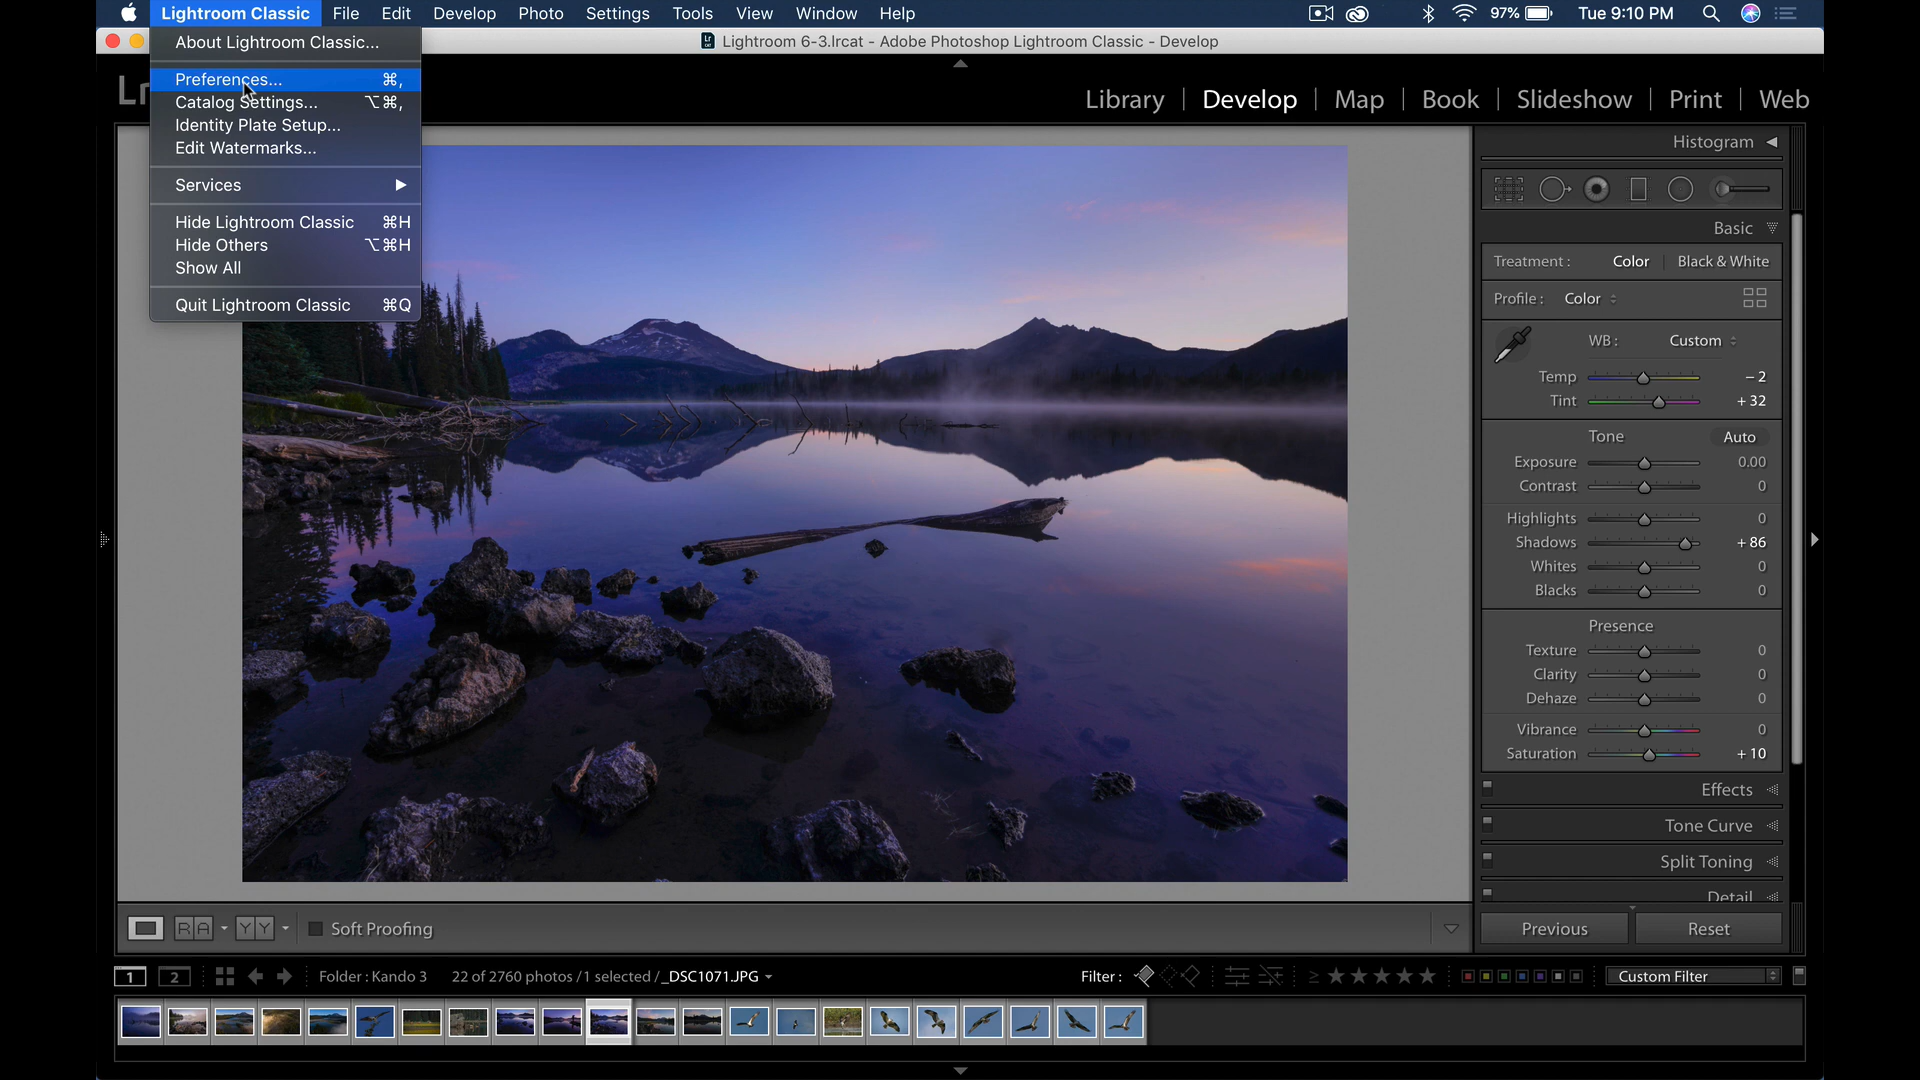 Lightroom Classic File Edit Develop Photo Settings Tools View Window Help 97% Tue 9:10 PM
Lightroom 6-3.lrcat - Adobe Photoshop Lightroom Classic - Develop
About Lightroom Classic...
Preferences... ⌘,
Catalog Settings... ⌥⌘,
Identity Plate Setup...
Edit Watermarks...
Services ▶
Hide Lightroom Classic ⌘H
Hide Others ⌥⌘H
Show All
Quit Lightroom Classic ⌘Q
Lr
Library | Develop | Map | Book | Slideshow | Print | Web
Histogram
Basic
Treatment : Color Black & White
Profile : Color
WB : Custom
Temp − 2
Tint + 32
Tone Auto
Exposure 0.00
Contrast 0
Highlights 0
Shadows + 86
Whites 0
Blacks 0
Presence
Texture 0
Clarity 0
Dehaze 0
Vibrance 0
Saturation + 10
Effects
Tone Curve
Split Toning
Detail
Previous Reset
R A Y Y Soft Proofing
1 2 Folder : Kando 3 22 of 2760 photos / 1 selected / _DSC1071.JPG Filter : ≥ ★★★★★ Custom Filter